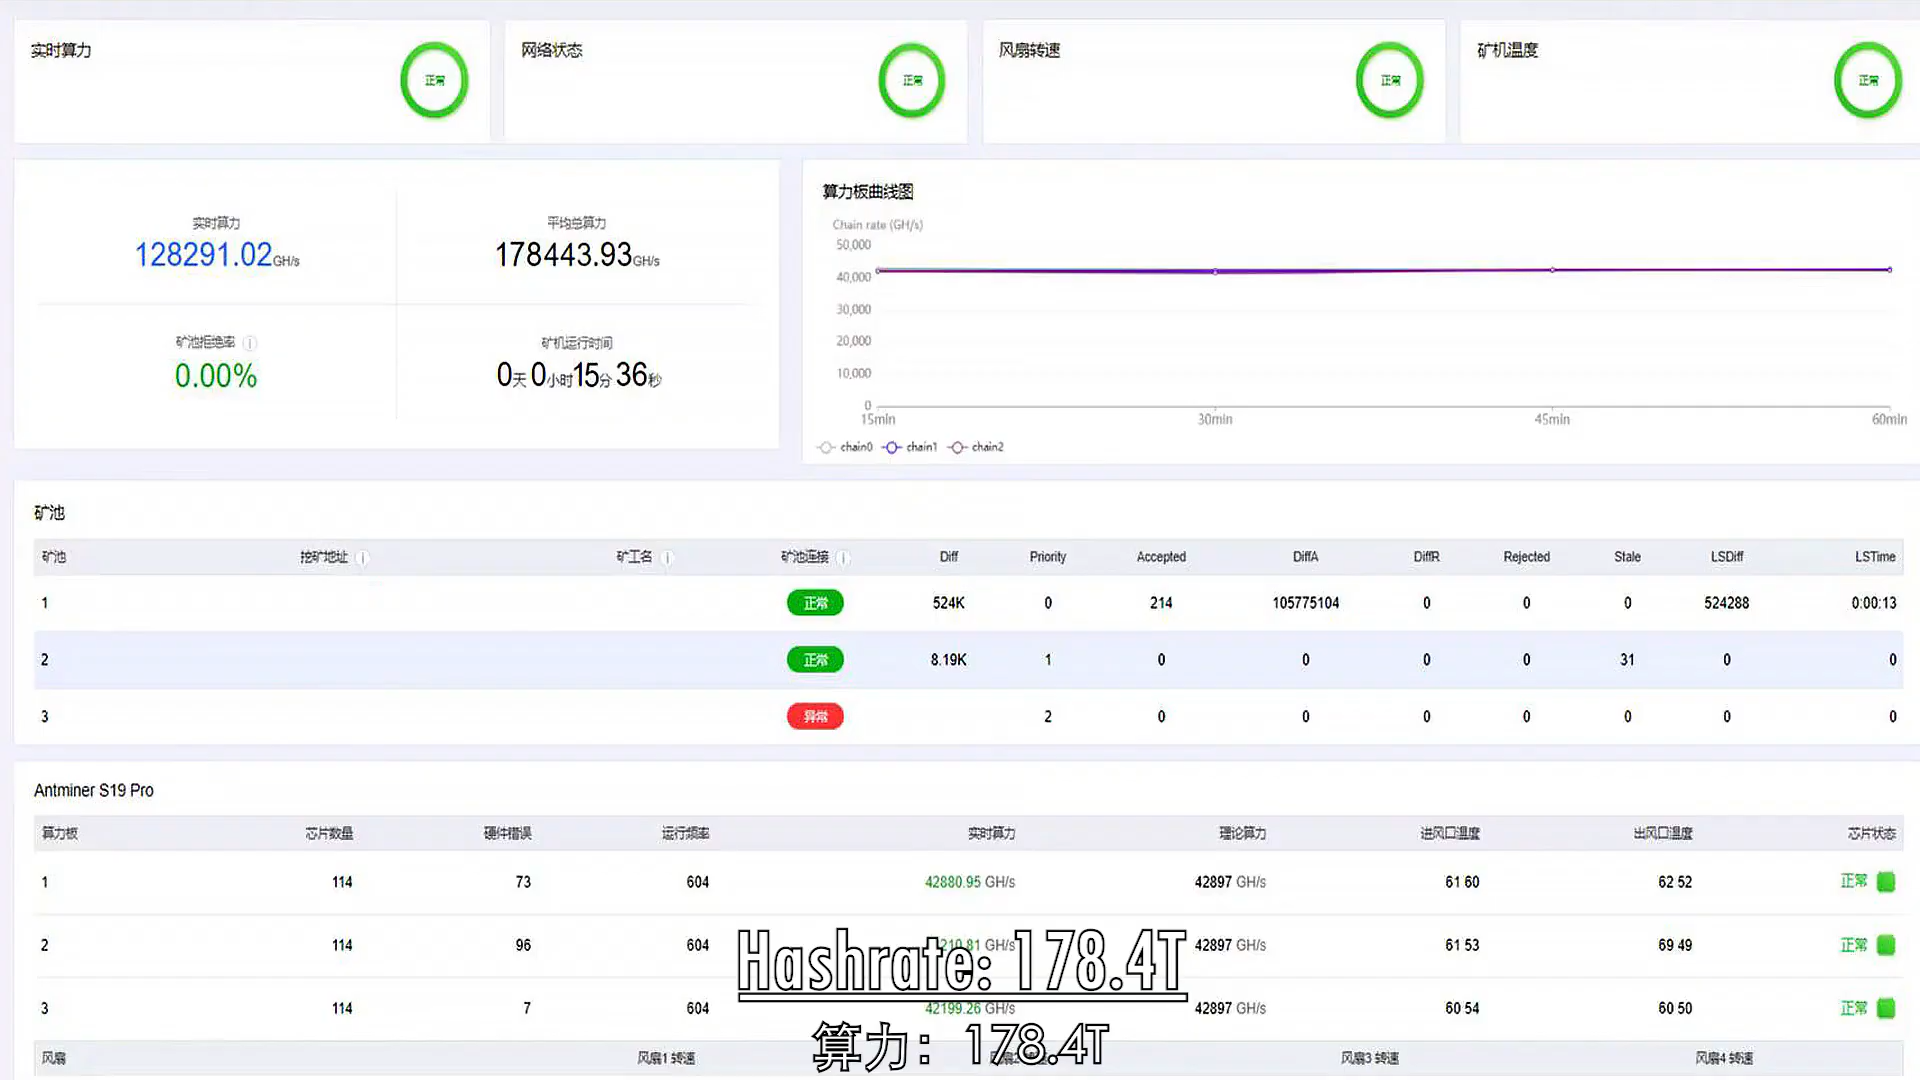 实时算力
正常
网络状态
正常
风扇转速
正常
矿机温度
正常
实时算力
128291.02GH/s
平均总算力
178443.93GH/s
矿池拒绝率
0.00%
矿机运行时间
0天 0小时15分 36秒
算力板曲线图
Chain rate (GH/s)
50,000
40,000
30,000
20,000
10,000
0
15min 30min 45min 60min
chain0 chain1 chain2
矿池
矿池 挖矿地址 矿工名 矿池连接 Diff Priority Accepted DiffA DiffR Rejected Stale LSDiff LSTime
1 正常 524K 0 214 105775104 0 0 0 524288 0:00:13
2 正常 8.19K 1 0 0 0 0 31 0 0
3 异常 2 0 0 0 0 0 0 0
Antminer S19 Pro
算力板 芯片数量 硬件错误 运行频率 实时算力 理论算力 进风口温度 出风口温度 芯片状态
1 114 73 604 42880.95 GH/s 42897 GH/s 61 60 62 52 正常
2 114 96 604 GH/s 42897 GH/s 61 53 69 49 正常
Hashrate: 178.4T
3 114 7 604 42199.26 GH/s 42897 GH/s 60 54 60 50 正常
算力：178.4T
风扇 风扇1 转速 风扇3 转速 风扇4 转速